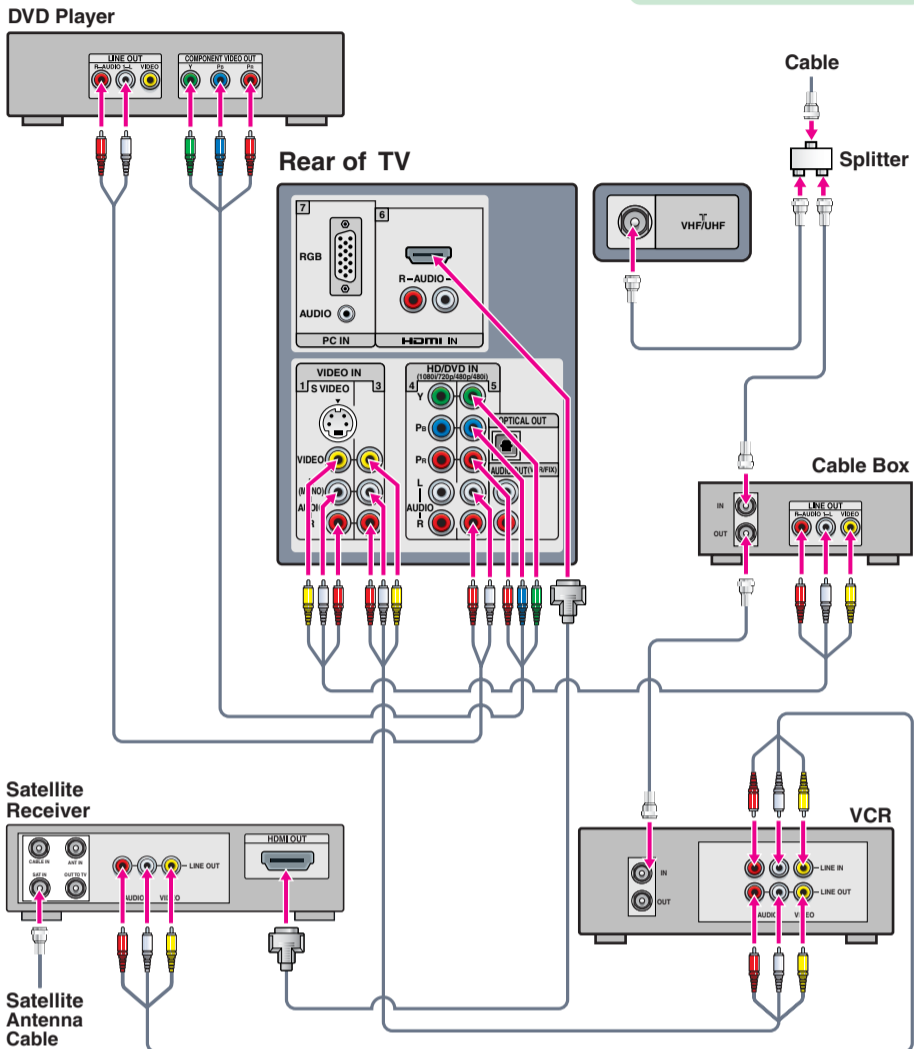 DVD Player
LINE OUT
R–AUDIO–L VIDEO
COMPONENT VIDEO OUT
Y PB PR
Cable
Splitter
Rear of TV
7
RGB
AUDIO
PC IN
6
R–AUDIO–
HDMI IN
VHF/UHF
VIDEO IN
1 S VIDEO 3
VIDEO
(MONO)
AUDIO
R
HD/DVD IN
(1080i/720p/480p/480i)
4 5
Y
PB
PR
L
AUDIO
R
OPTICAL OUT
Cable Box
IN
OUT
LINE OUT
R–AUDIO–L VIDEO
Satellite
Receiver
CABLE IN
ANT IN
SAT IN
OUT TO TV
LINE OUT
AUDIO VIDEO
HDMI OUT
Satellite
Antenna
Cable
VCR
IN
OUT
LINE IN
LINE OUT
AUDIO VIDEO